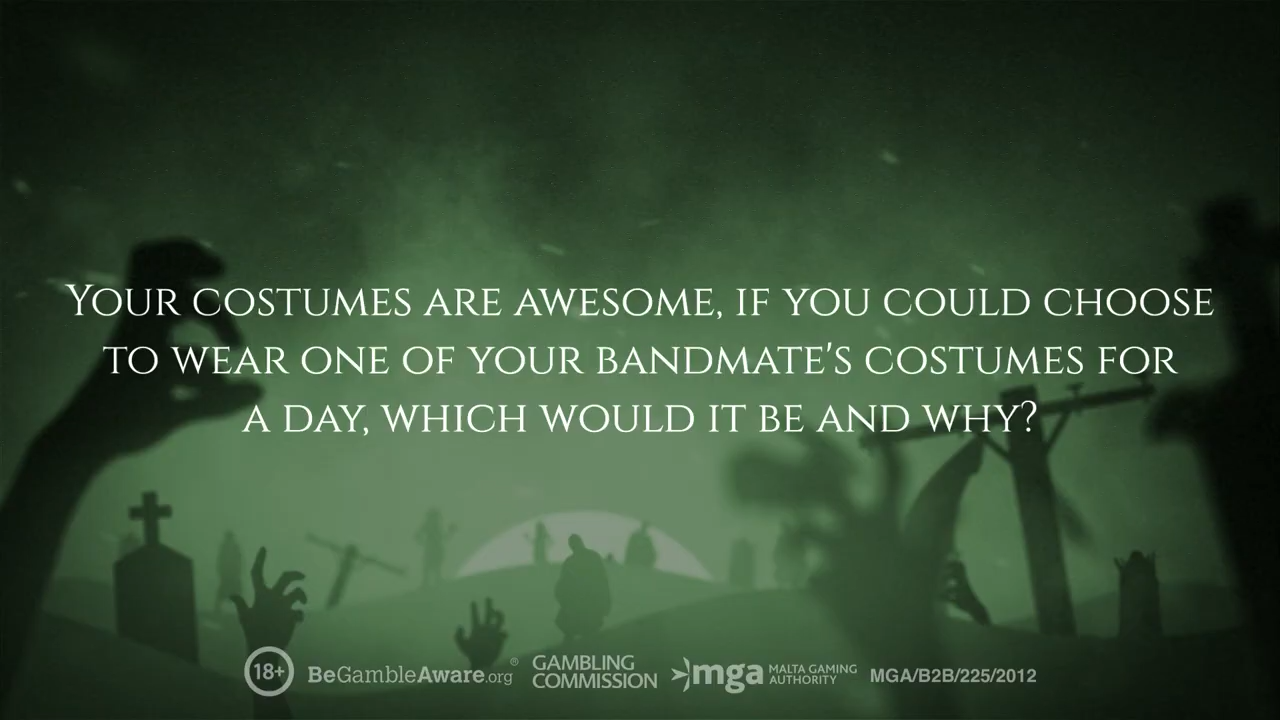 Your costumes are awesome, if you could choose
to wear one of your bandmate's costumes for
a day, which would it be and why?
18+ BeGambleAware.org® GAMBLING COMMISSION mga MALTA GAMING AUTHORITY MGA/B2B/225/2012